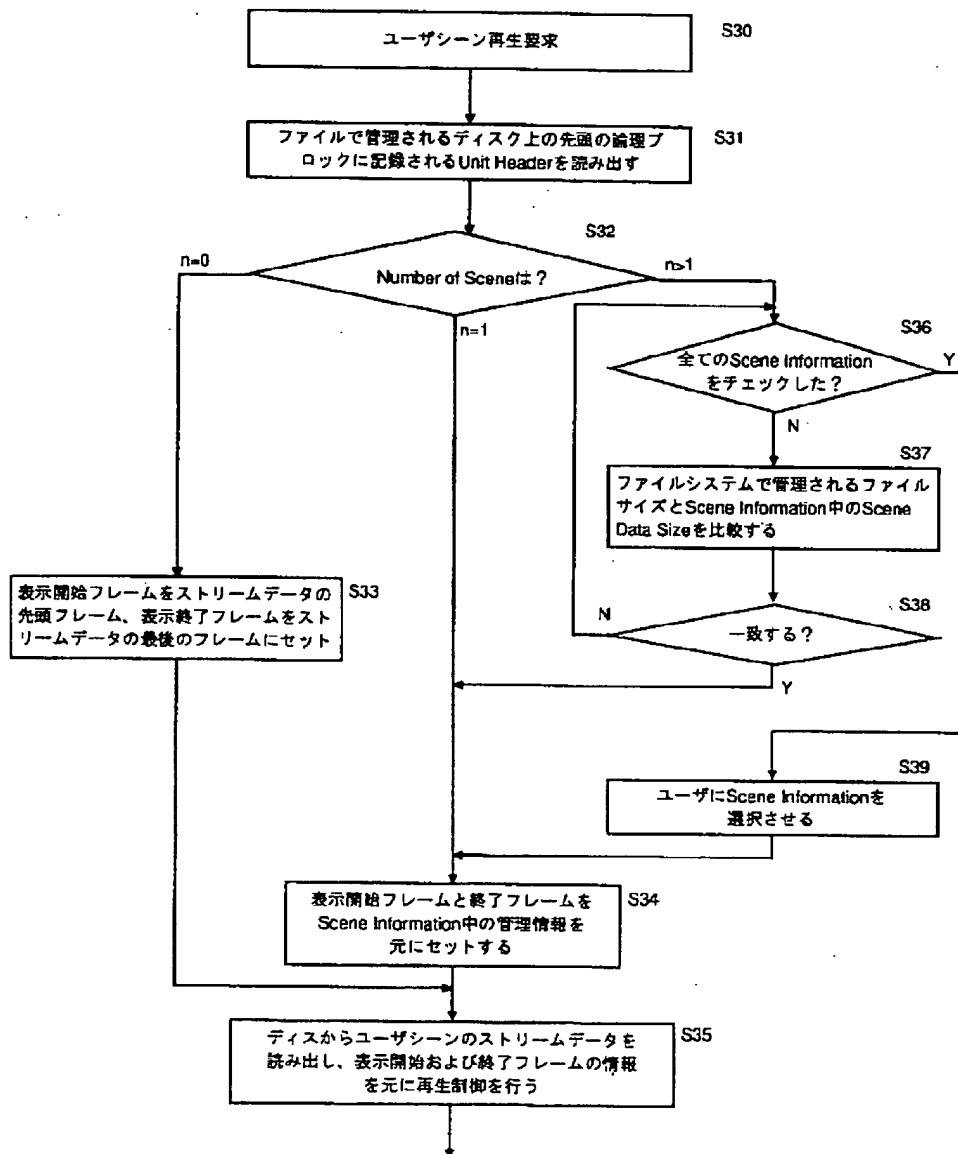 ユーザシーン再生要求
S30
ファイルで管理されるディスク上の先頭の論理ブ
ロックに記録されるUnit Headerを読み出す
S31
S32
Number of Sceneは?
n=0
n>1
n=1
S36
全てのScene Information
をチェックした?
Y
N
S37
ファイルシステムで管理されるファイル
サイズとScene Information中のScene
Data Sizeを比較する
S38
一致する?
N
Y
表示開始フレームをストリームデータの
先頭フレーム、表示終了フレームをスト
リームデータの最後のフレームにセット
S33
S39
ユーザにScene Informationを
選択させる
表示開始フレームと終了フレームを
Scene Information中の管理情報を
元にセットする
S34
ディスからユーザシーンのストリームデータを
読み出し、表示開始および終了フレームの情報
を元に再生制御を行う
S35